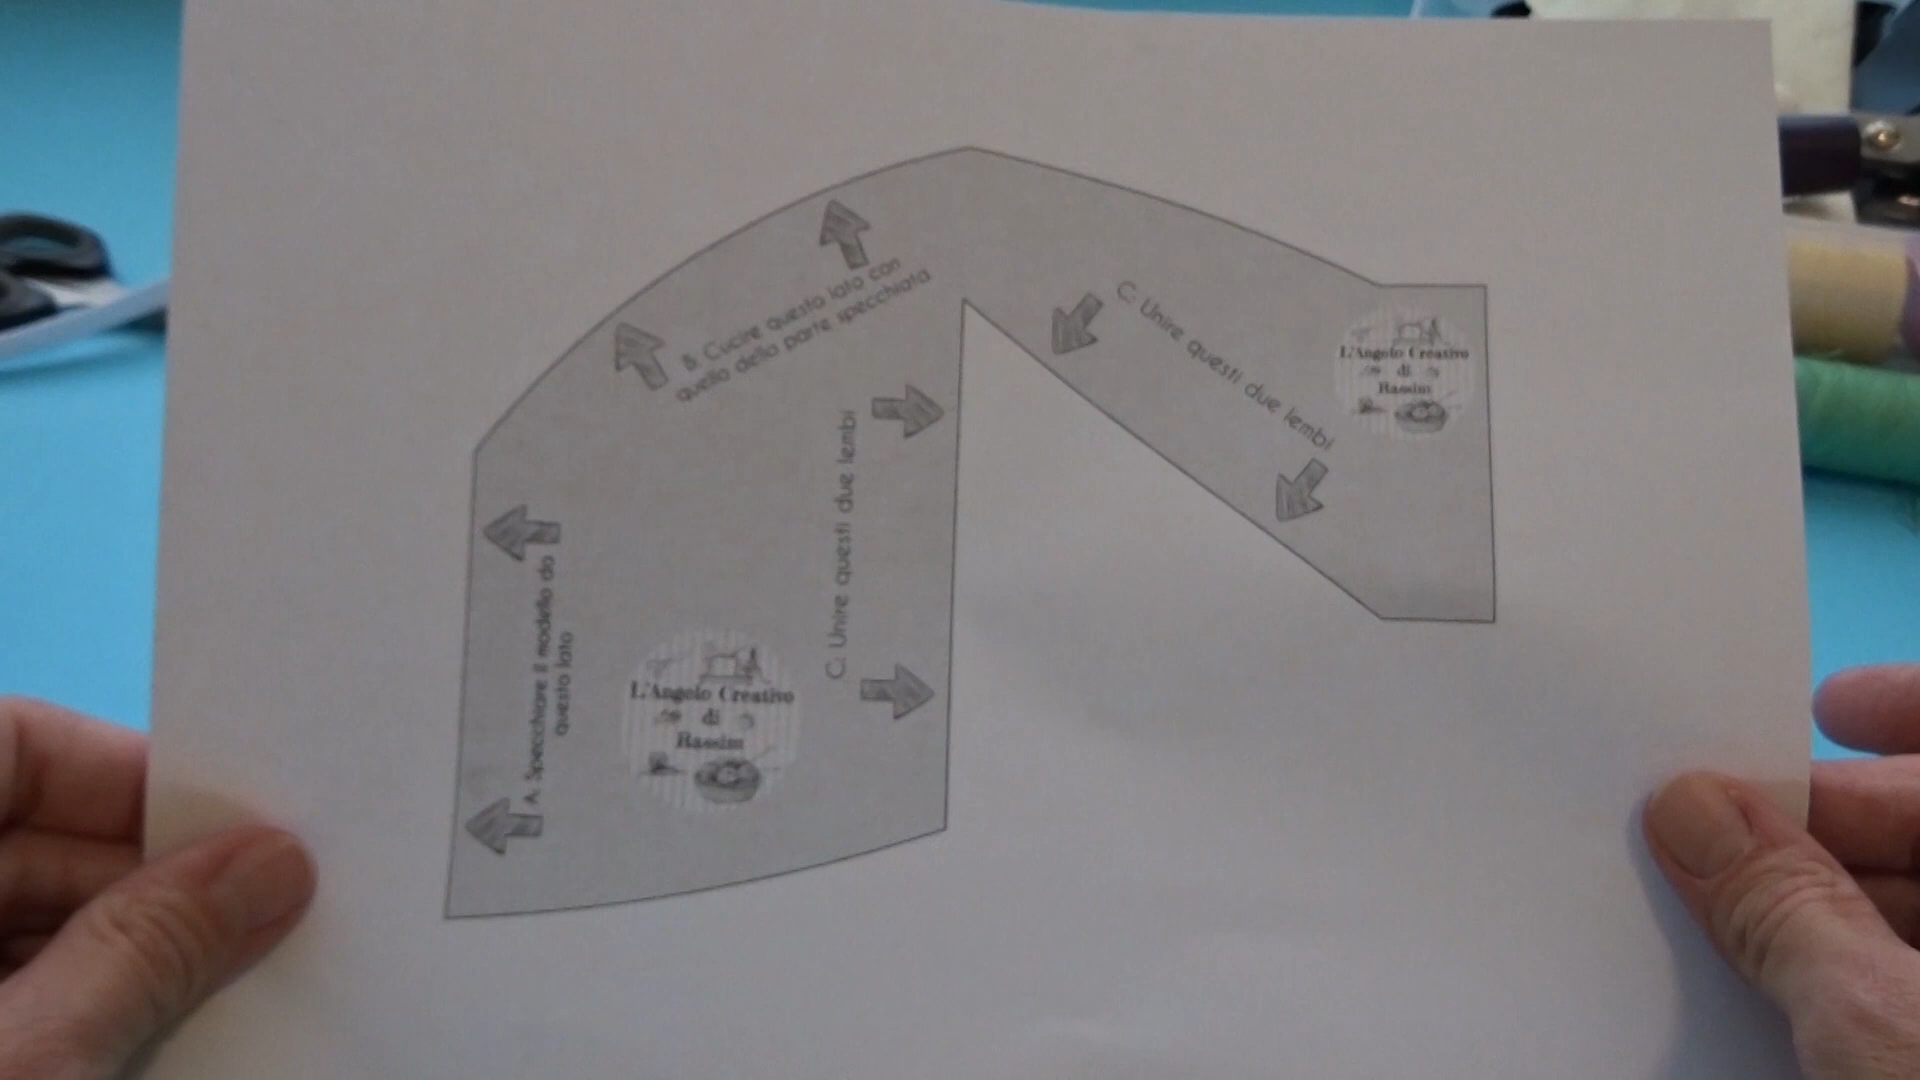 B. Cucire questo lato con
quello della parte specchiata
C: Unire questi due lembi
L'Angolo Creativo
di
Rassim
C: Unire questi due lembi
A. Specchiare il modello da
questo lato
L'Angolo Creativo
di
Rassim